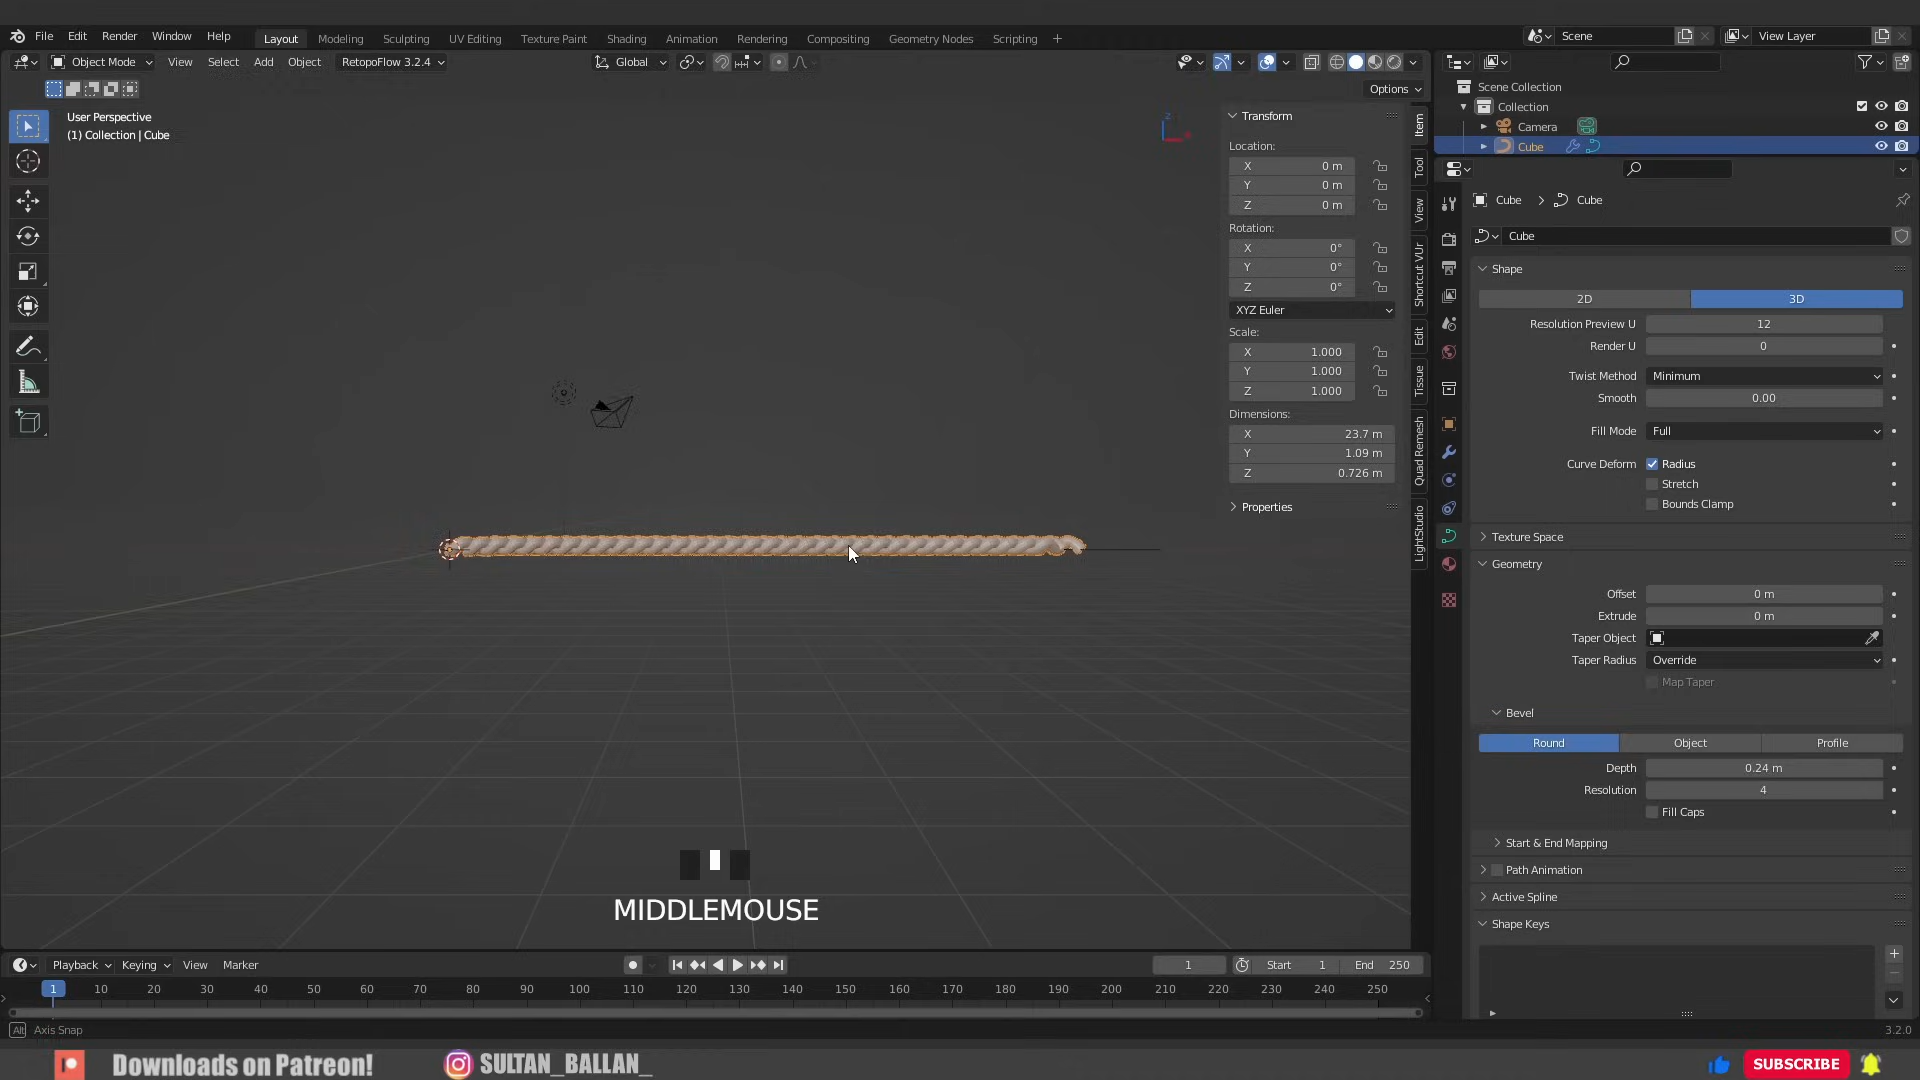 File Edit Render Window Help
Layout Modeling Sculpting UV Editing Texture Paint Shading Animation Rendering Compositing Geometry Nodes Scripting +
Scene
View Layer
Object Mode View Select Add Object RetopoFlow 3.2.4
Global
Options
User Perspective
(1) Collection | Cube
Transform
Location:
X 0 m
Y 0 m
Z 0 m
Rotation:
X 0°
Y 0°
Z 0°
XYZ Euler
Scale:
X 1.000
Y 1.000
Z 1.000
Dimensions:
X 23.7 m
Y 1.09 m
Z 0.726 m
Properties
Item
Tool
View
Shortcut VUr
Edit
Tissue
Quad Remesh
LightStudio
Scene Collection
Collection
Camera
Cube
Cube > Cube
Cube
Shape
2D 3D
Resolution Preview U 12
Render U 0
Twist Method Minimum
Smooth 0.00
Fill Mode Full
Curve Deform Radius
Stretch
Bounds Clamp
Texture Space
Geometry
Offset 0 m
Extrude 0 m
Taper Object
Taper Radius Override
Map Taper
Bevel
Round Object Profile
Depth 0.24 m
Resolution 4
Fill Caps
Start & End Mapping
Path Animation
Active Spline
Shape Keys
MIDDLEMOUSE
Playback Keying View Marker
1 Start 1 End 250
1 10 20 30 40 50 60 70 80 90 100 110 120 130 140 150 160 170 180 190 200 210 220 230 240 250
Alt Axis Snap
3.2.0
Downloads on Patreon!
SULTAN_BALLAN_
SUBSCRIBE